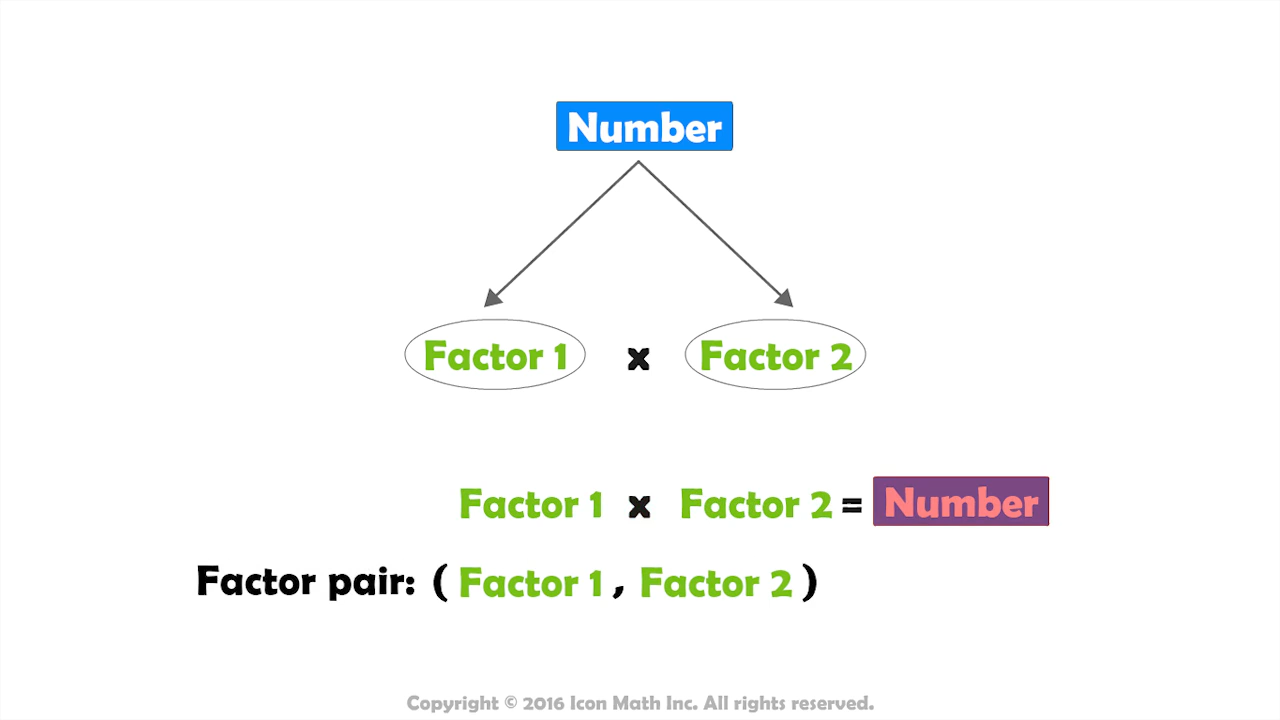 Number
Factor 1 x Factor 2
Factor 1 x Factor 2 = Number
Factor pair: ( Factor 1 , Factor 2 )
Copyright © 2016 Icon Math Inc. All rights reserved.